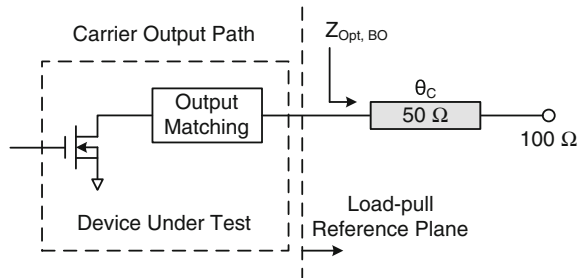 Carrier Output Path
Z_Opt, BO
Output
Matching
θ_C
50 Ω
100 Ω
Device Under Test
Load-pull
Reference Plane